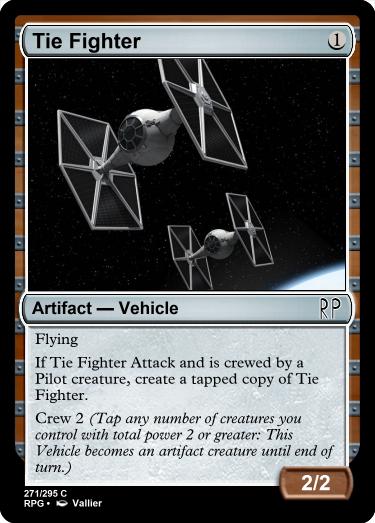 Tie Fighter 1
Artifact — Vehicle RP
Flying
If Tie Fighter Attack and is crewed by a
Pilot creature, create a tapped copy of Tie
Fighter.
Crew 2 (Tap any number of creatures you
control with total power 2 or greater: This
Vehicle becomes an artifact creature until end of
turn.)
2/2
271/295 C
RPG • Vallier